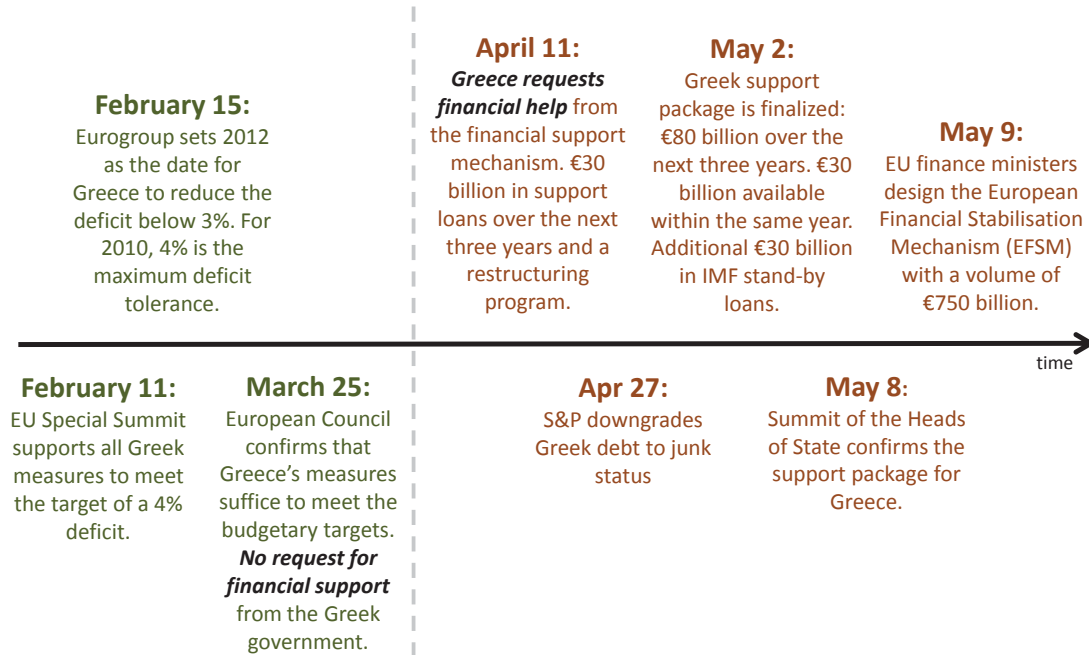 February 15:
Eurogroup sets 2012
as the date for
Greece to reduce the
deficit below 3%. For
2010, 4% is the
maximum deficit
tolerance.
April 11:
Greece requests
financial help from
the financial support
mechanism. €30
billion in support
loans over the next
three years and a
restructuring
program.
May 2:
Greek support
package is finalized:
€80 billion over the
next three years. €30
billion available
within the same year.
Additional €30 billion
in IMF stand-by
loans.
May 9:
EU finance ministers
design the European
Financial Stabilisation
Mechanism (EFSM)
with a volume of
€750 billion.
time
February 11:
EU Special Summit
supports all Greek
measures to meet
the target of a 4%
deficit.
March 25:
European Council
confirms that
Greece’s measures
suffice to meet the
budgetary targets.
No request for
financial support
from the Greek
government.
Apr 27:
S&P downgrades
Greek debt to junk
status
May 8:
Summit of the Heads
of State confirms the
support package for
Greece.